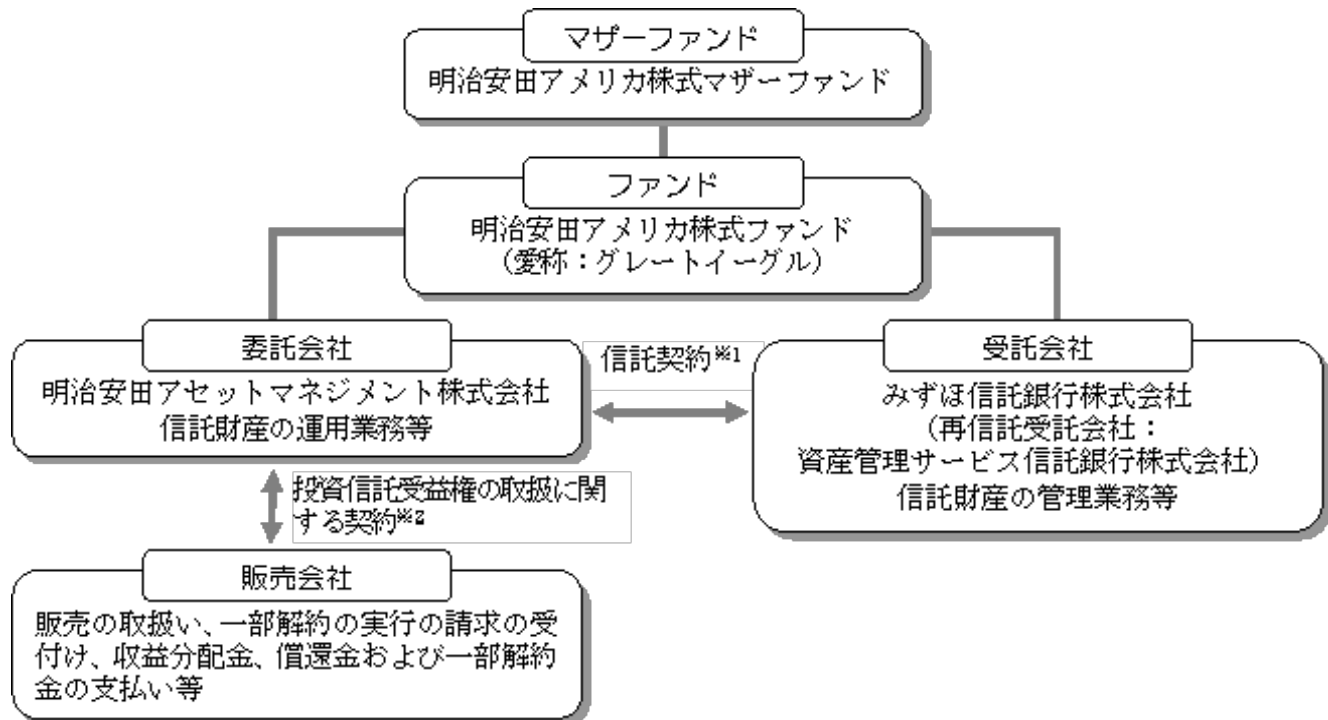 マザーファンド
明治安田アメリカ株式マザーファンド
ファンド
明治安田アメリカ株式ファンド
(愛称：グレートイーグル)
委託会社
明治安田アセットマネジメント株式会社
信託財産の運用業務等
信託契約※1
受託会社
みずほ信託銀行株式会社
(再信託受託会社：
資産管理サービス信託銀行株式会社)
信託財産の管理業務等
投資信託受益権の取扱に関
する契約※2
販売会社
販売の取扱い、一部解約の実行の請求の受
付け、収益分配金、償還金および一部解約
金の支払い等